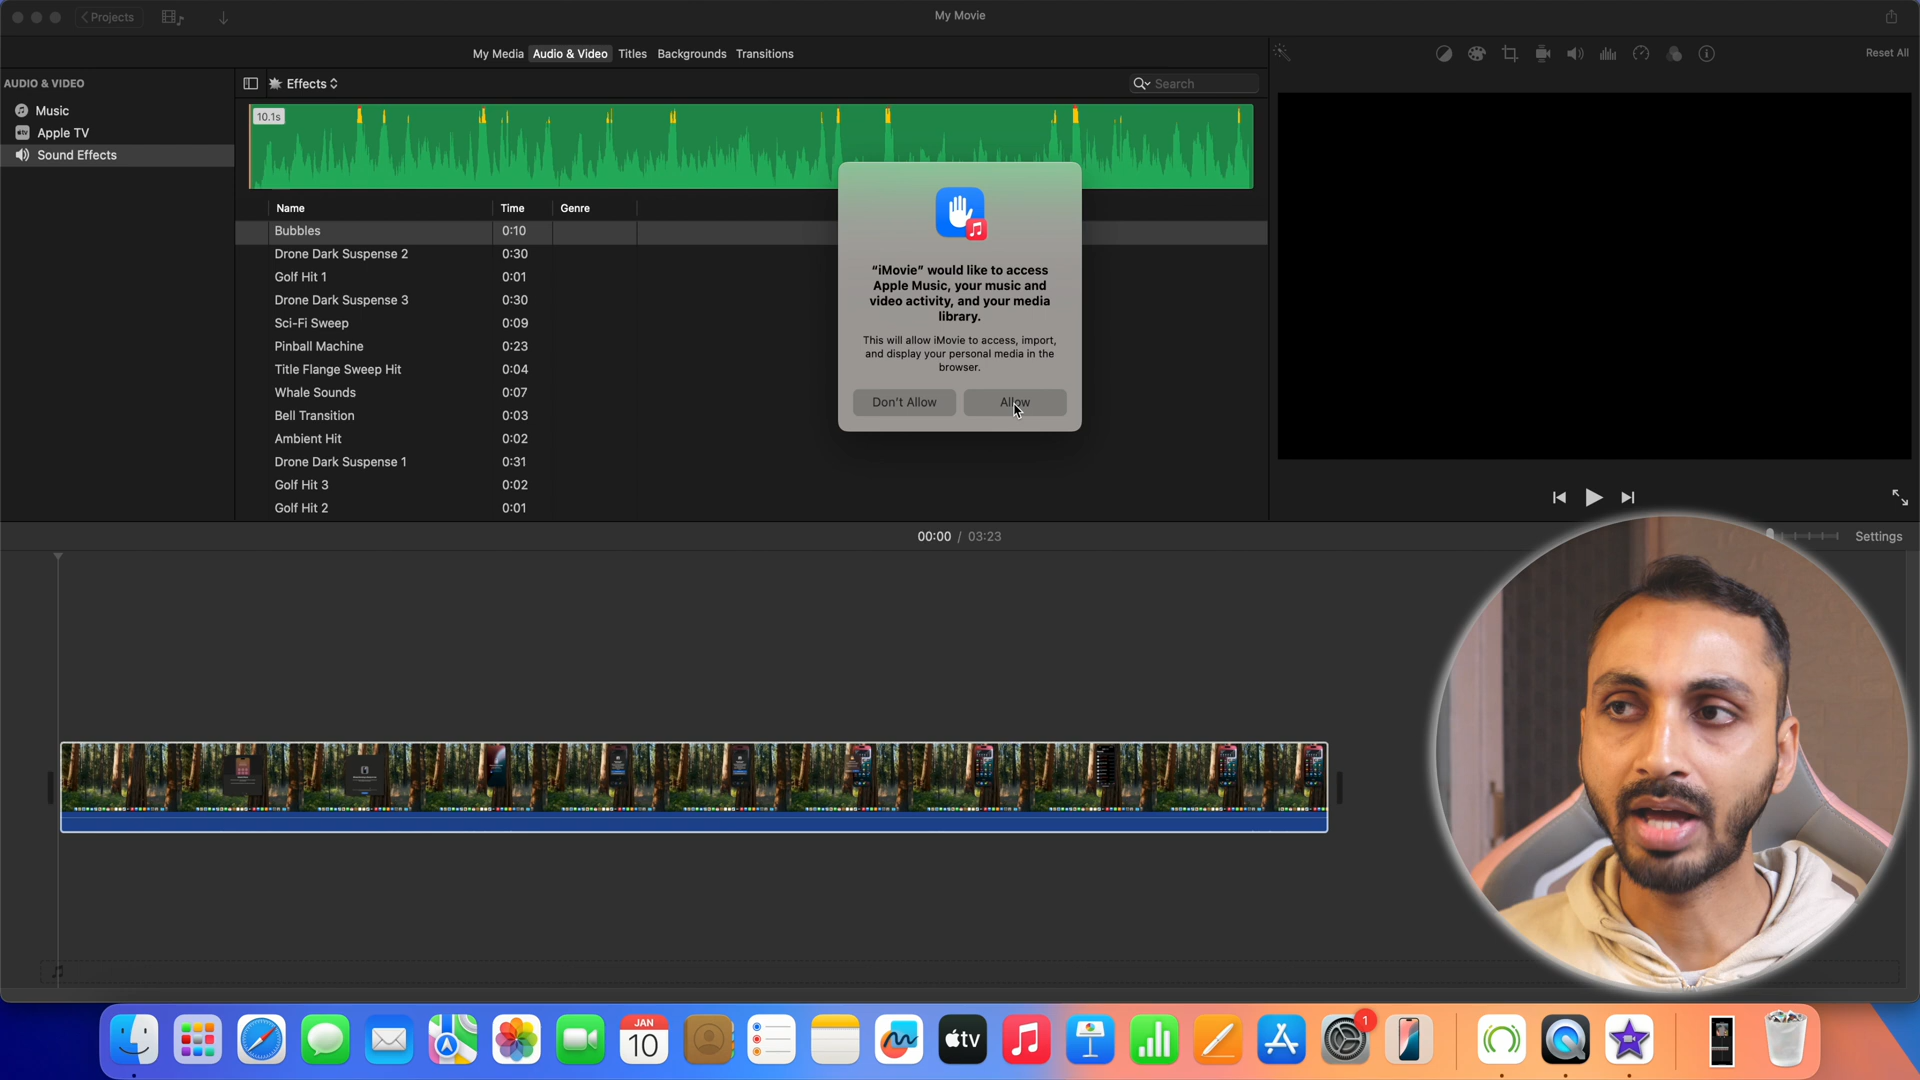 Projects
My Movie
My Media
Audio & Video
Titles
Backgrounds
Transitions
Reset All
AUDIO & VIDEO
Effects
Search
Music
Apple TV
Sound Effects
10.1s
Name
Time
Genre
Bubbles 0:10
Drone Dark Suspense 2 0:30
Golf Hit 1 0:01
Drone Dark Suspense 3 0:30
Sci-Fi Sweep 0:09
Pinball Machine 0:23
Title Flange Sweep Hit 0:04
Whale Sounds 0:07
Bell Transition 0:03
Ambient Hit 0:02
Drone Dark Suspense 1 0:31
Golf Hit 3 0:02
Golf Hit 2 0:01
“iMovie” would like to access
Apple Music, your music and
video activity, and your media
library.
This will allow iMovie to access, import,
and display your personal media in the
browser.
Don't Allow
Allow
00:00 / 03:23
Settings
JAN
10
tv
1